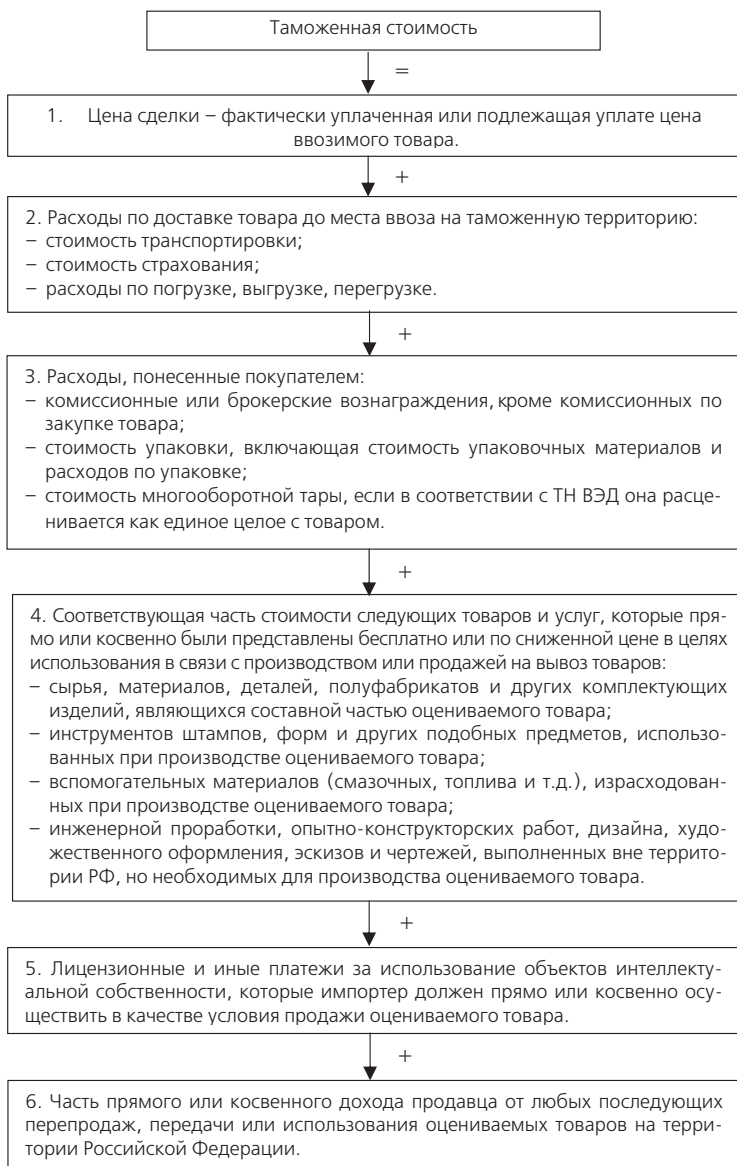 Таможенная стоимость
=
1. Цена сделки – фактически уплаченная или подлежащая уплате цена
ввозимого товара.
+
2. Расходы по доставке товара до места ввоза на таможенную территорию:
– стоимость транспортировки;
– стоимость страхования;
– расходы по погрузке, выгрузке, перегрузке.
+
3. Расходы, понесенные покупателем:
– комиссионные или брокерские вознаграждения, кроме комиссионных по
закупке товара;
– стоимость упаковки, включающая стоимость упаковочных материалов и
расходов по упаковке;
– стоимость многооборотной тары, если в соответствии с ТН ВЭД она расце-
нивается как единое целое с товаром.
+
4. Соответствующая часть стоимости следующих товаров и услуг, которые пря-
мо или косвенно были представлены бесплатно или по сниженной цене в целях
использования в связи с производством или продажей на вывоз товаров:
– сырья, материалов, деталей, полуфабрикатов и других комплектующих
изделий, являющихся составной частью оцениваемого товара;
– инструментов штампов, форм и других подобных предметов, использо-
ванных при производстве оцениваемого товара;
– вспомогательных материалов (смазочных, топлива и т.д.), израсходован-
ных при производстве оцениваемого товара;
– инженерной проработки, опытно-конструкторских работ, дизайна, худо-
жественного оформления, эскизов и чертежей, выполненных вне террито-
рии РФ, но необходимых для производства оцениваемого товара.
+
5. Лицензионные и иные платежи за использование объектов интеллекту-
альной собственности, которые импортер должен прямо или косвенно осу-
ществить в качестве условия продажи оцениваемого товара.
+
6. Часть прямого или косвенного дохода продавца от любых последующих
перепродаж, передачи или использования оцениваемых товаров на терри-
тории Российской Федерации.